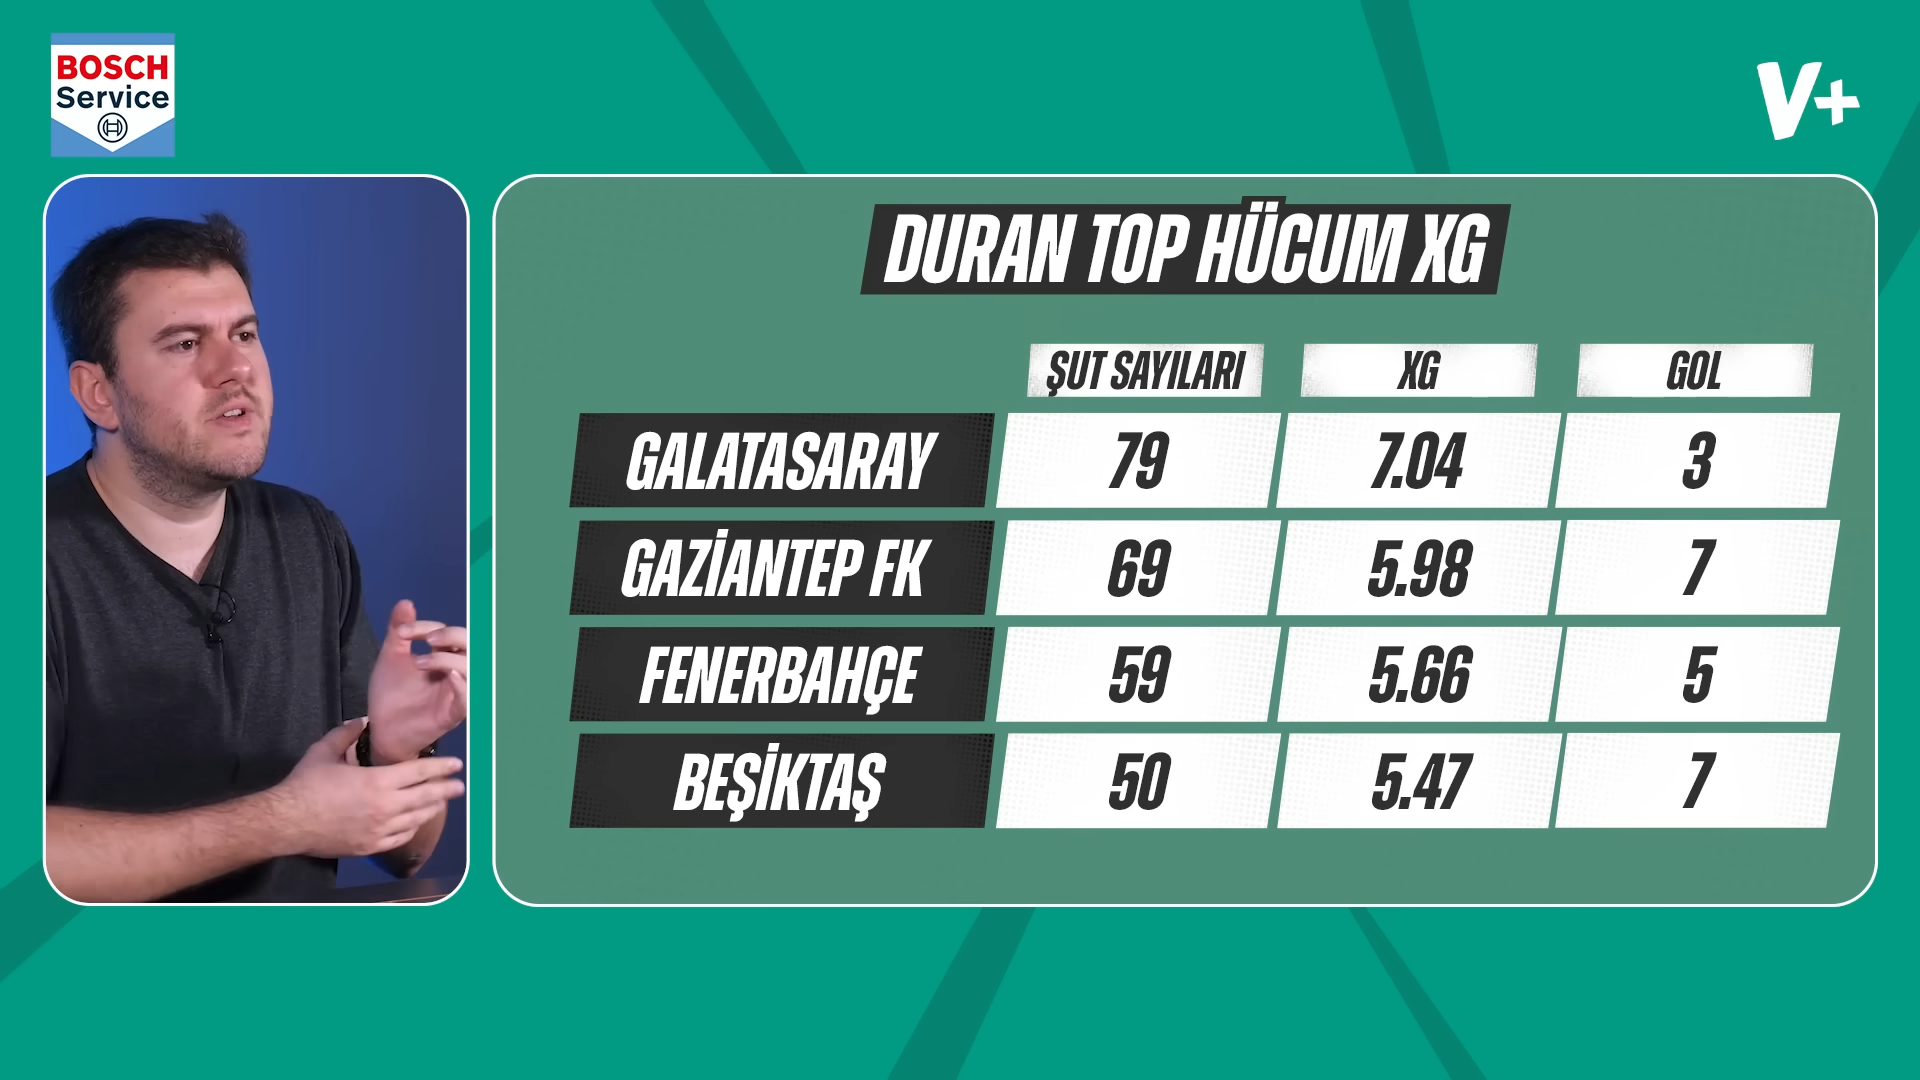 BOSCH
Service
V+
DURAN TOP HÜCUM XG
ŞUT SAYILARI XG GOL
GALATASARAY 79 7.04 3
GAZİANTEP FK 69 5.98 7
FENERBAHÇE 59 5.66 5
BEŞİKTAŞ 50 5.47 7